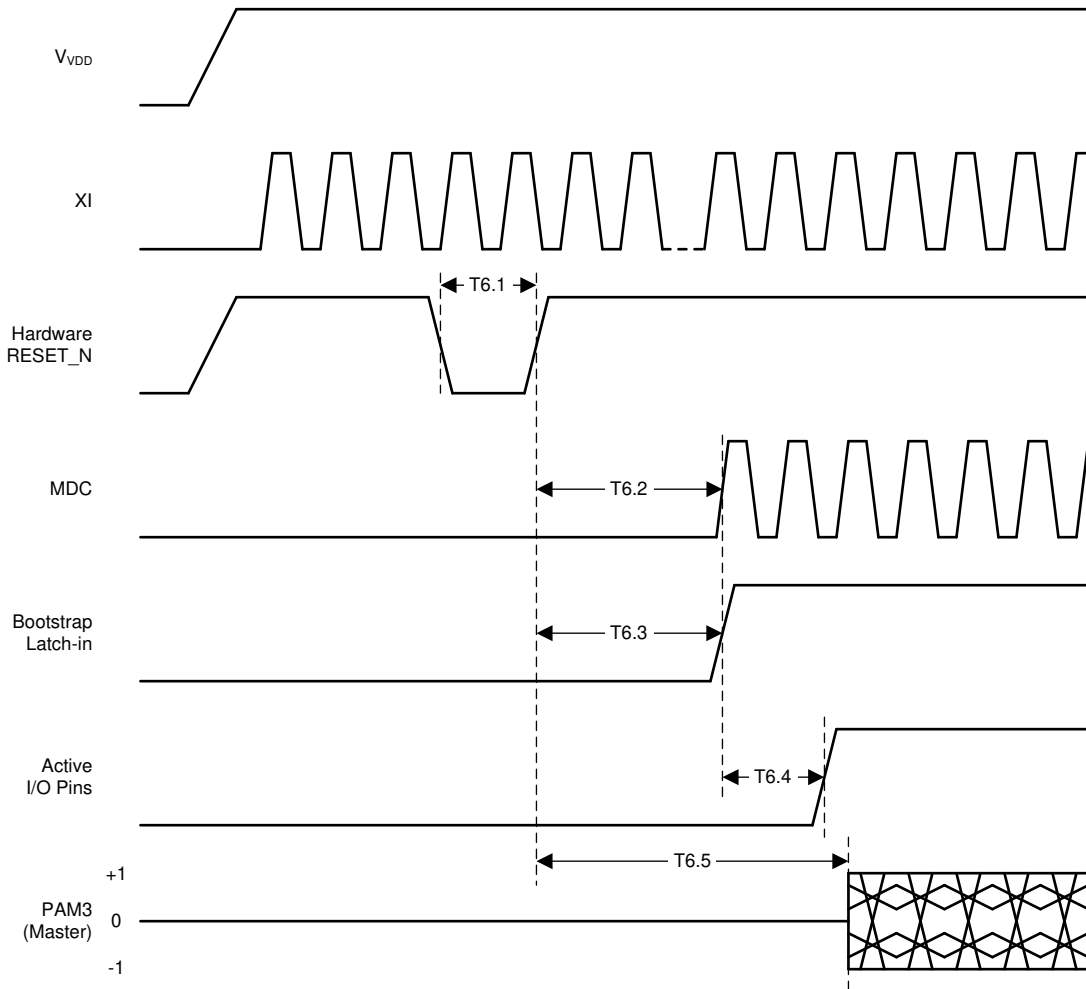 VVDD
XI
T6.1
Hardware
RESET_N
MDC
T6.2
Bootstrap
Latch-in
T6.3
Active
I/O Pins
T6.4
T6.5
+1
PAM3
(Master)
0
-1